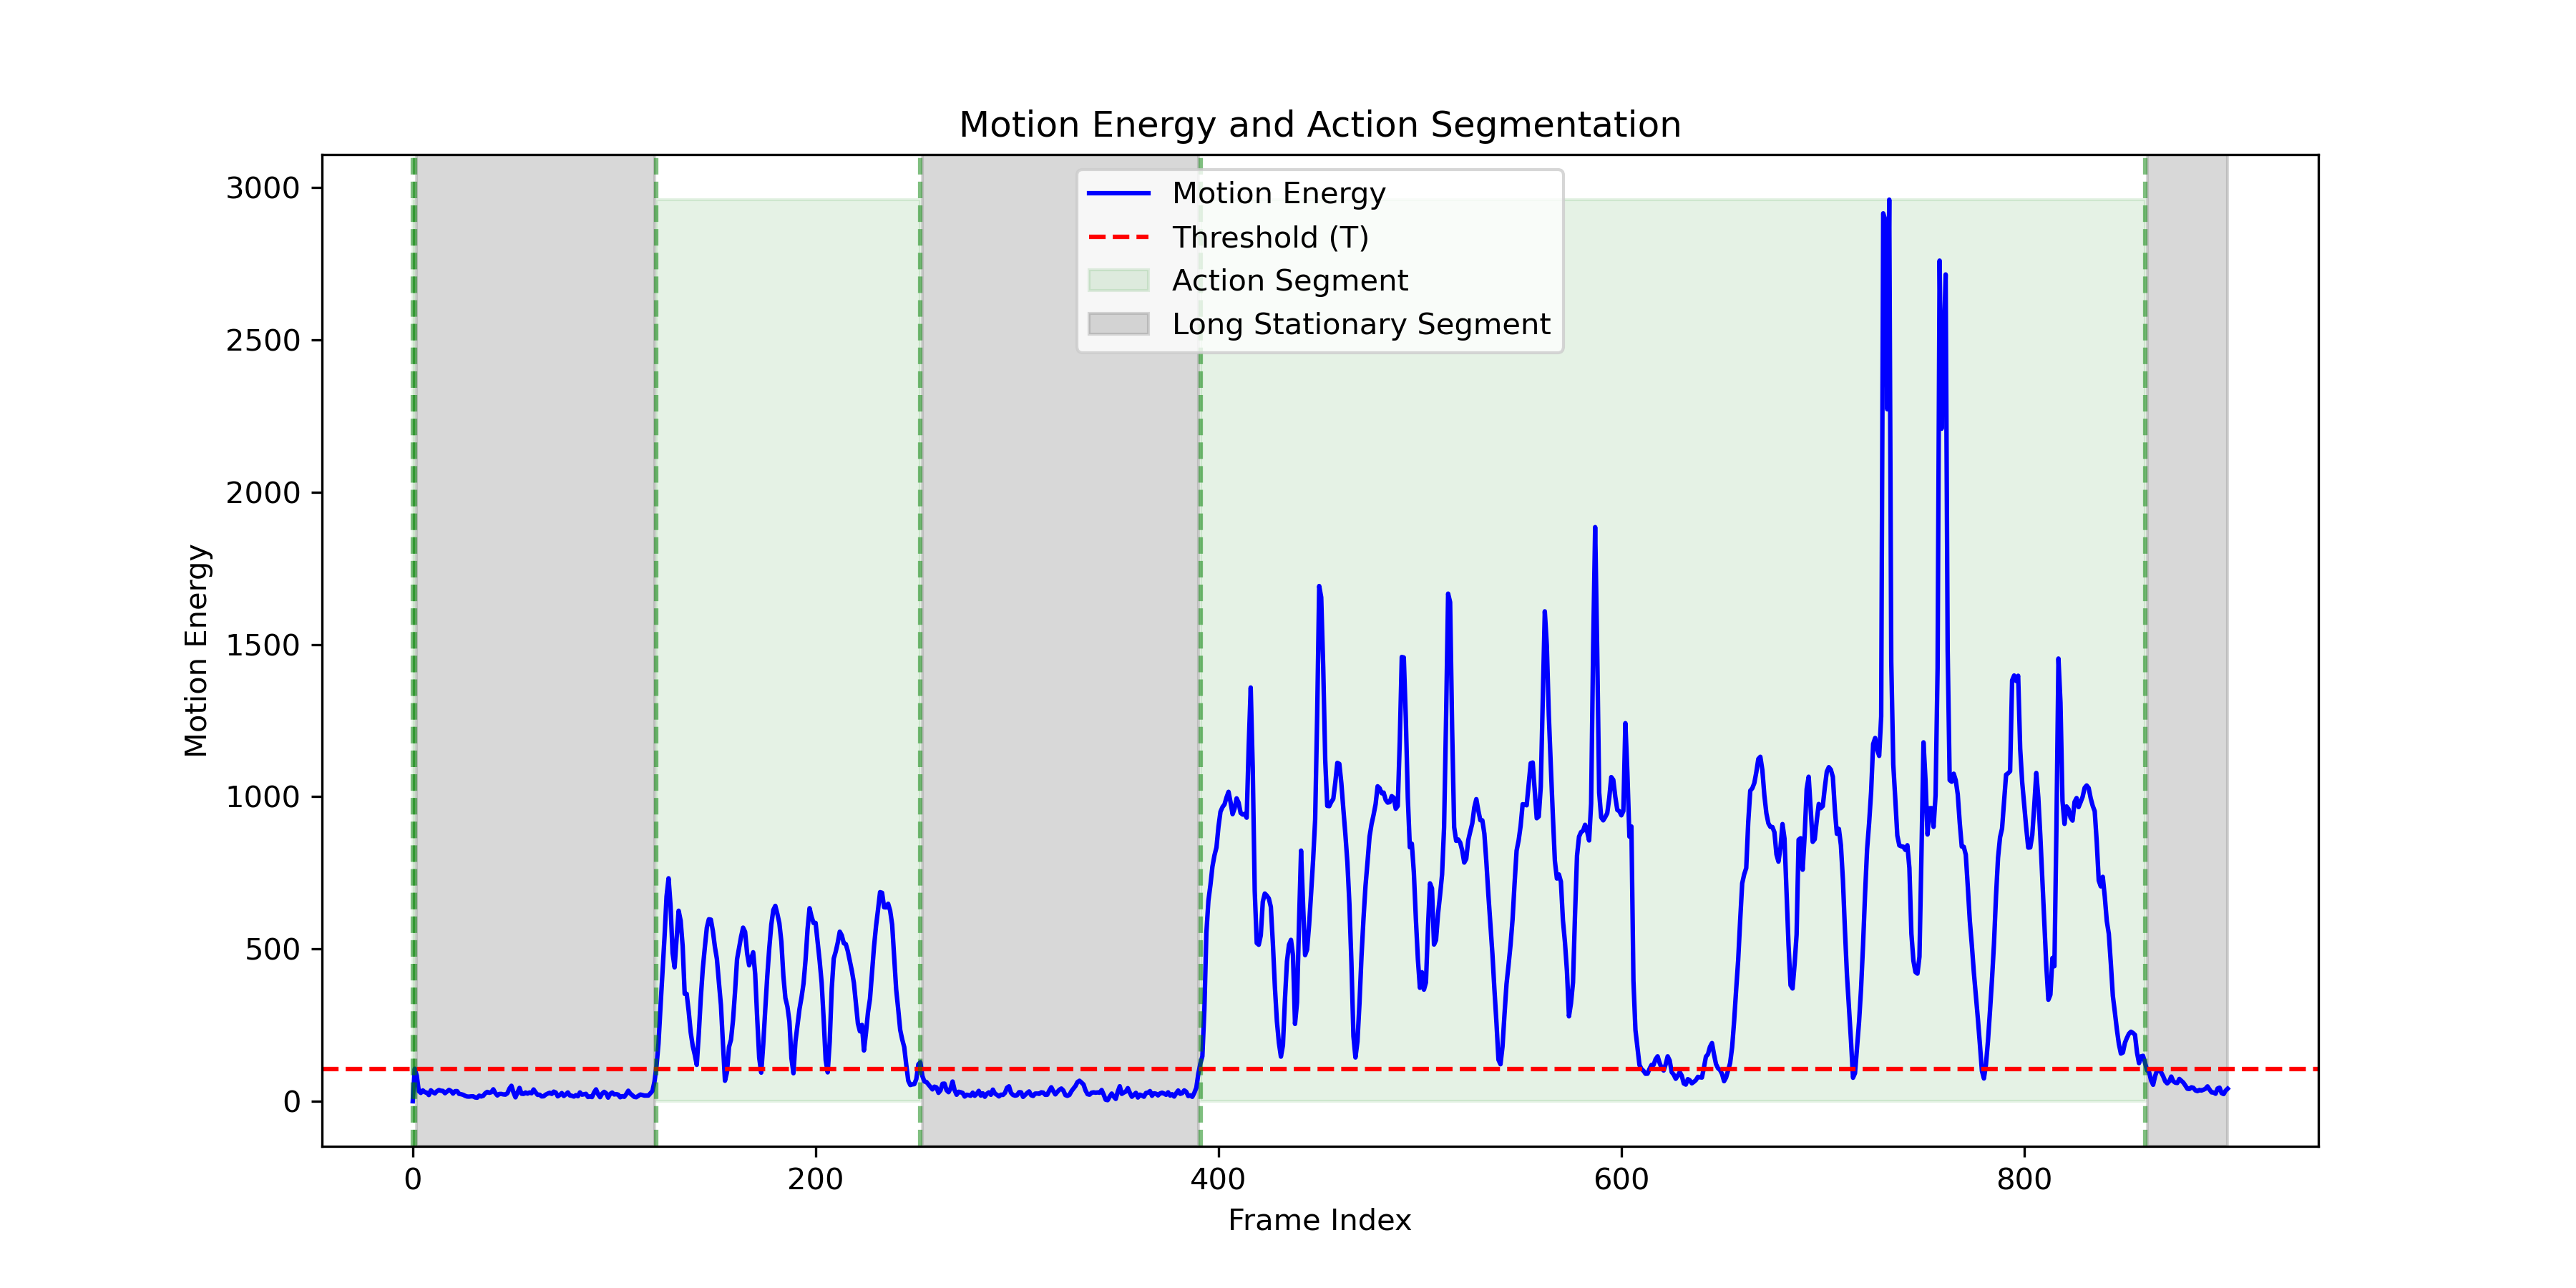 Motion Energy and Action Segmentation
3000
2500
2000
1500
1000
500
0
Motion Energy
Motion Energy
Threshold (T)
Action Segment
Long Stationary Segment
0 200 400 600 800
Frame Index